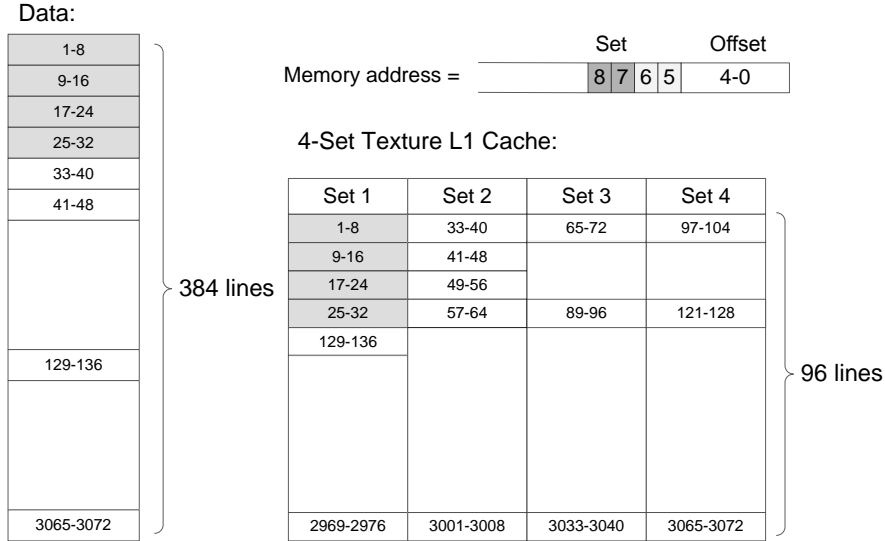 Data:
1-8
9-16
17-24
25-32
33-40
41-48
129-136
3065-3072
384 lines
Set Offset
Memory address = 8 7 6 5 4-0
4-Set Texture L1 Cache:
Set 1 Set 2 Set 3 Set 4
1-8 33-40 65-72 97-104
9-16 41-48
17-24 49-56
25-32 57-64 89-96 121-128
129-136
2969-2976 3001-3008 3033-3040 3065-3072
96 lines